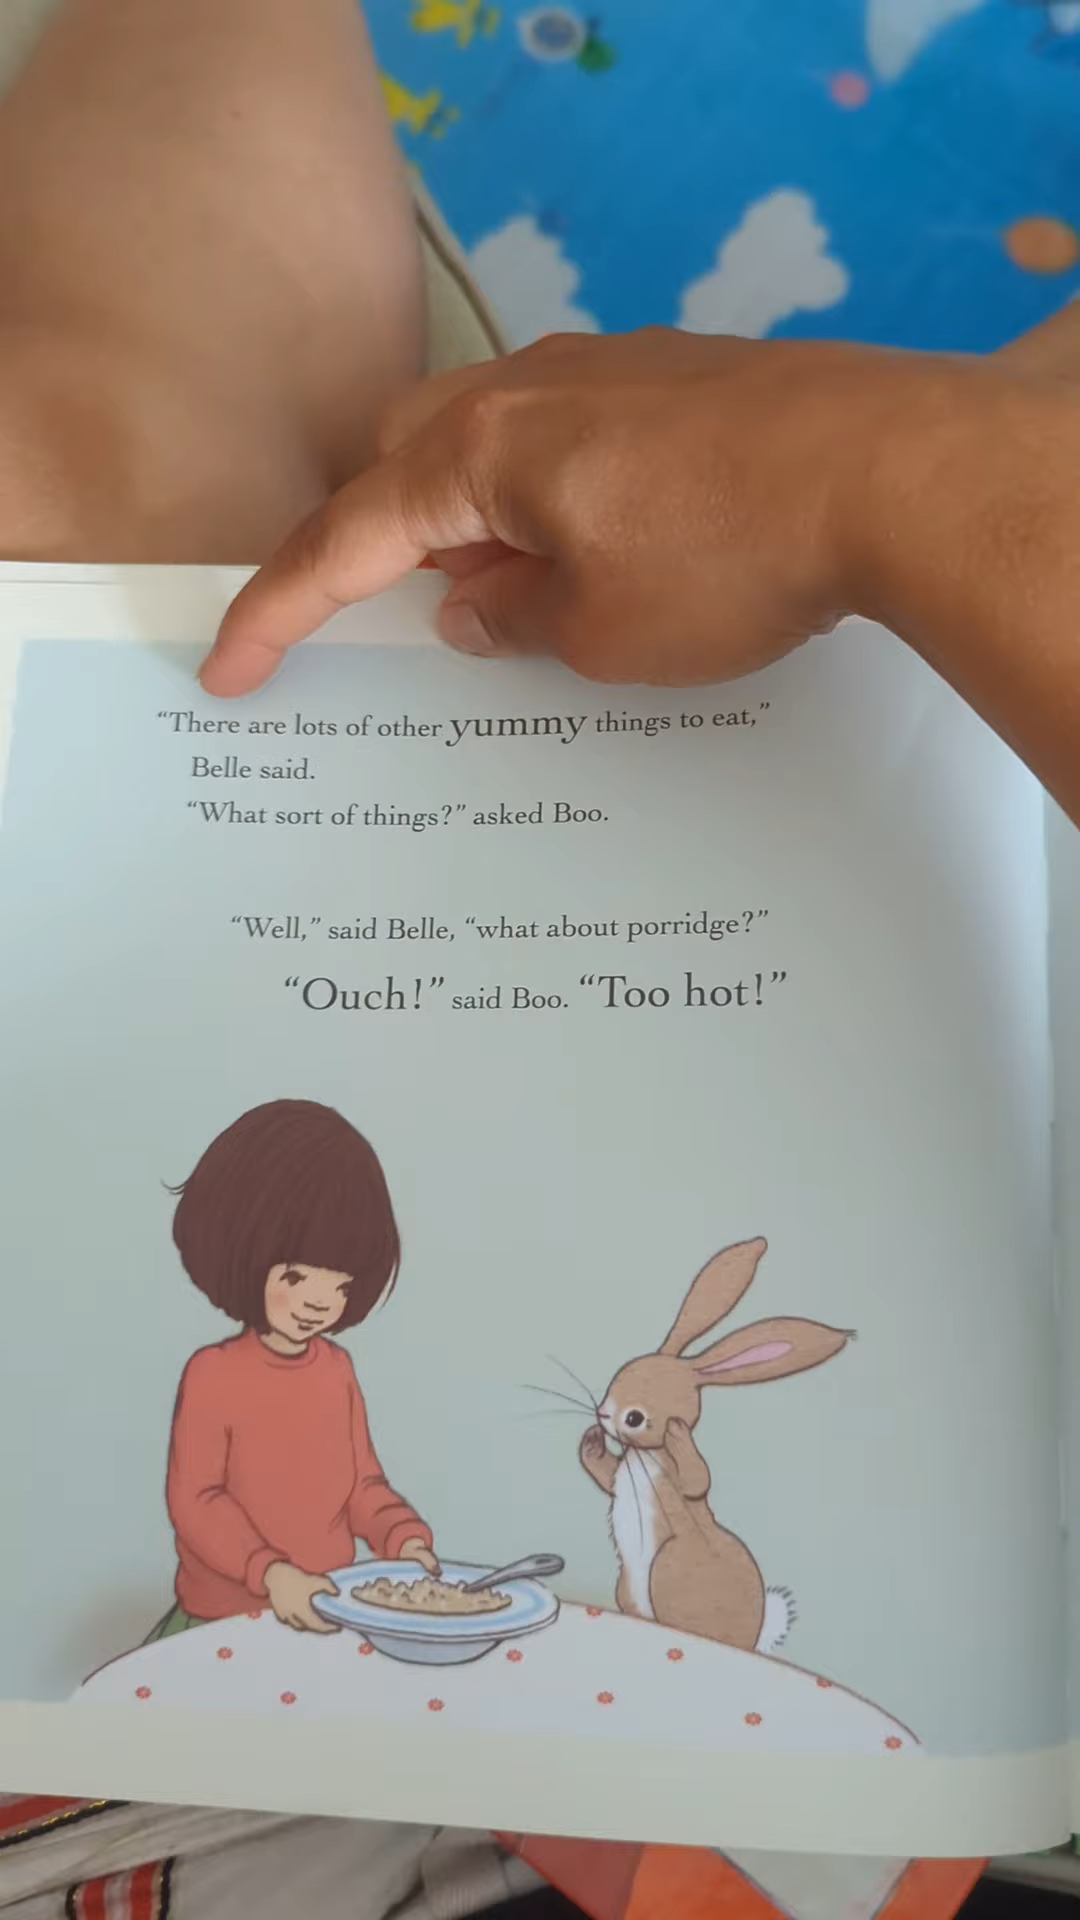 “There are lots of other yummy things to eat,”
Belle said.
“What sort of things?” asked Boo.
“Well,” said Belle, “what about porridge?”
“Ouch!” said Boo. “Too hot!”